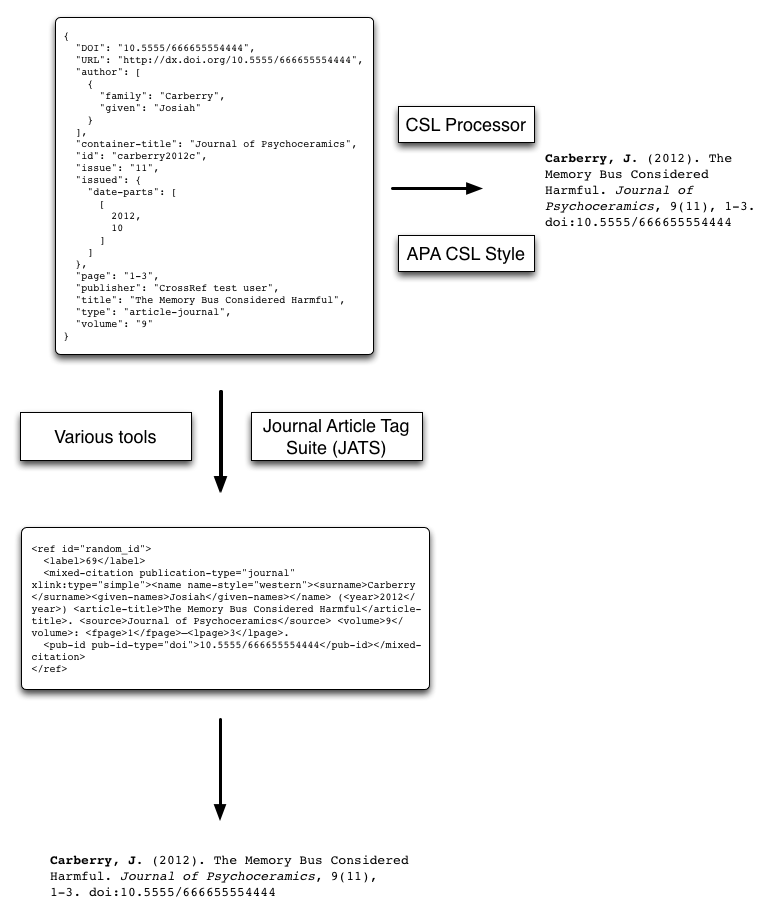 {
  "DOI": "10.5555/666655554444",
  "URL": "http://dx.doi.org/10.5555/666655554444",
  "author": [
    {
      "family": "Carberry",
      "given": "Josiah"
    }
  ],
  "container-title": "Journal of Psychoceramics",
  "id": "carberry2012c",
  "issue": "11",
  "issued": {
    "date-parts": [
      [
        2012,
        10
      ]
    ]
  },
  "page": "1-3",
  "publisher": "CrossRef test user",
  "title": "The Memory Bus Considered Harmful",
  "type": "article-journal",
  "volume": "9"
}
CSL Processor
APA CSL Style
Carberry, J. (2012). The
Memory Bus Considered
Harmful. Journal of
Psychoceramics, 9(11), 1-3.
doi:10.5555/666655554444
Various tools
Journal Article Tag
Suite (JATS)
<ref id="random_id">
  <label>69</label>
  <mixed-citation publication-type="journal"
xlink:type="simple"><name name-style="western"><surname>Carberry
</surname><given-names>Josiah</given-names></name> (<year>2012</
year>) <article-title>The Memory Bus Considered Harmful</article-
title>. <source>Journal of Psychoceramics</source> <volume>9</
volume>: <fpage>1</fpage>–<lpage>3</lpage>.
  <pub-id pub-id-type="doi">10.5555/666655554444</pub-id></mixed-
citation>
</ref>
Carberry, J. (2012). The Memory Bus Considered
Harmful. Journal of Psychoceramics, 9(11),
1-3. doi:10.5555/666655554444